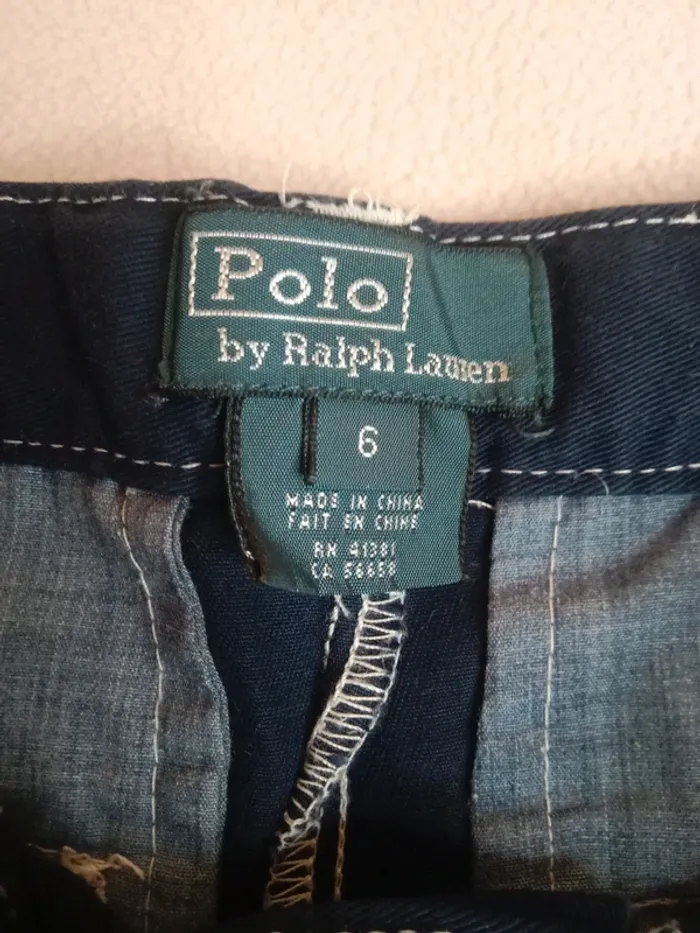 Polo
by Ralph Lauren
6
MADE IN CHINA
FAIT EN CHINE
RN 41381
CA 56658